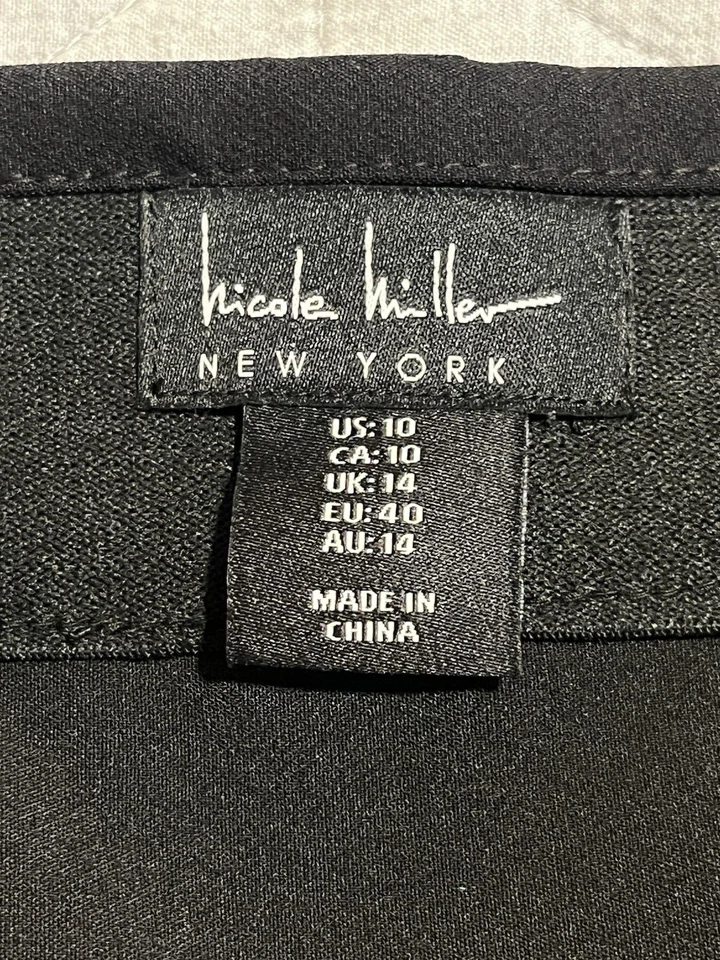 Nicole Miller
NEW YORK
US: 10
CA: 10
UK: 14
EU: 40
AU: 14
MADE IN
CHINA